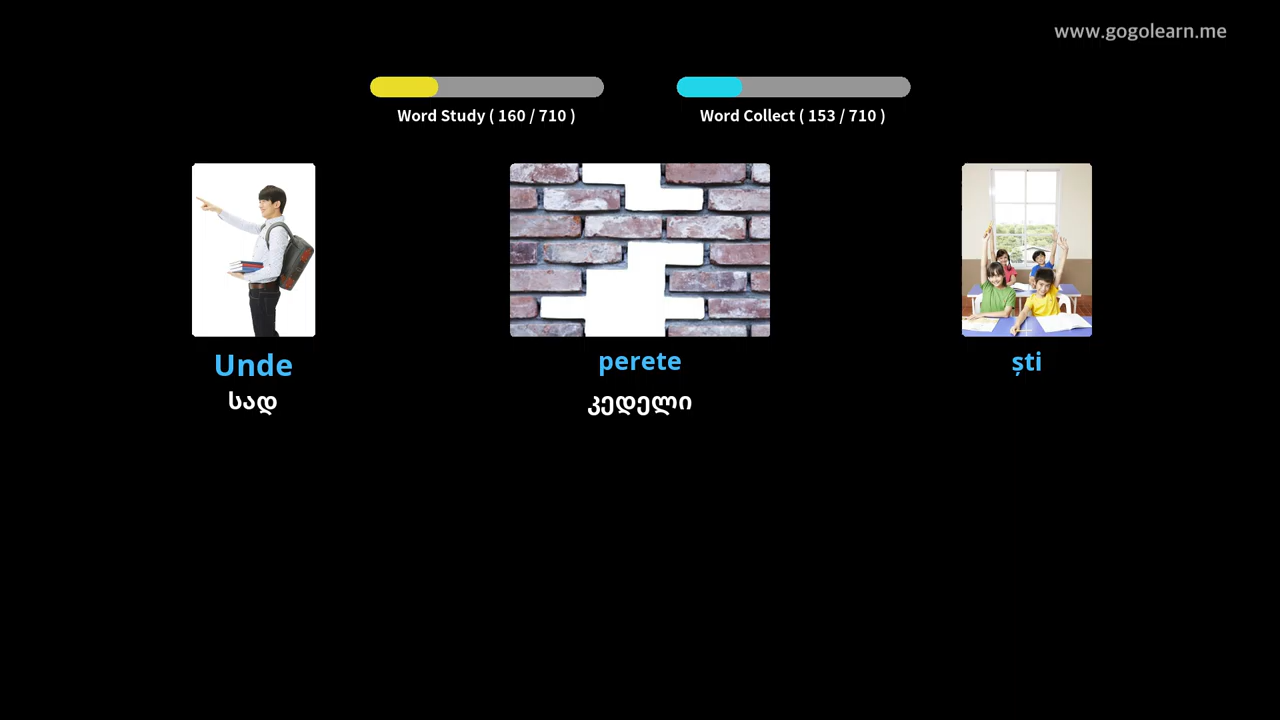 www.gogolearn.me
Word Study ( 160 / 710 )
Word Collect ( 153 / 710 )
Unde
სად
perete
კედელი
ști